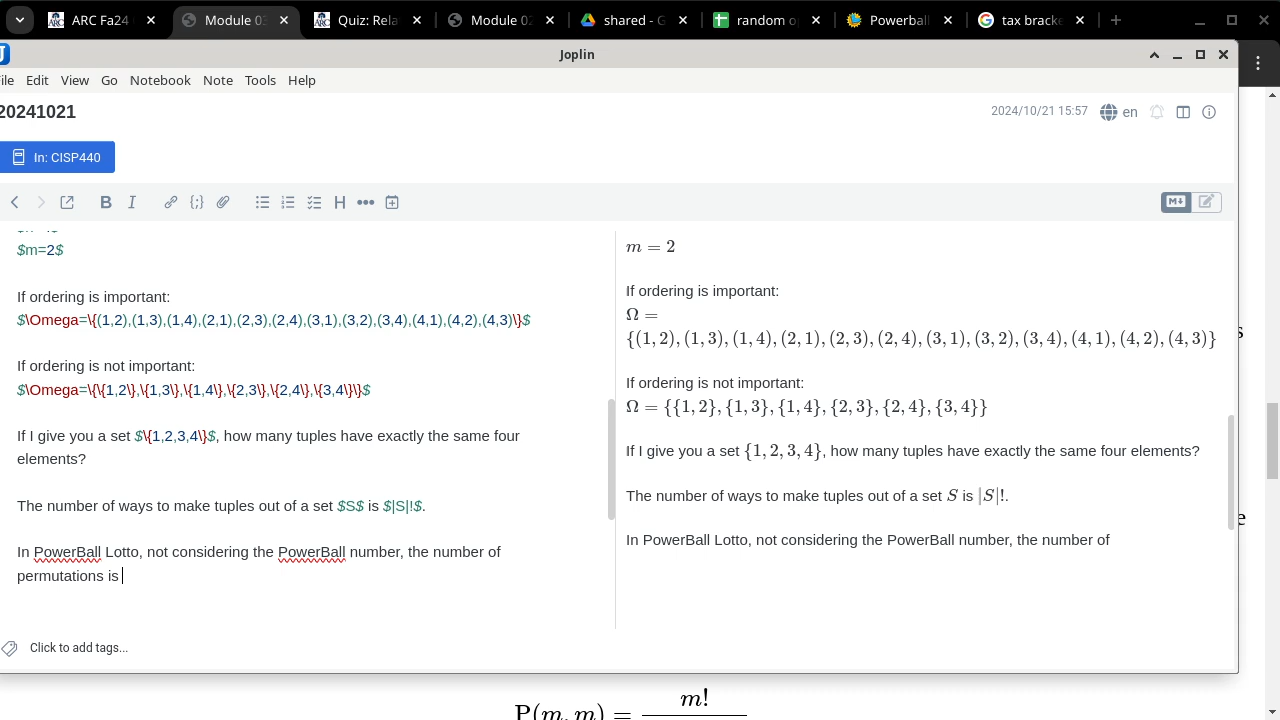 ARC Fa24
Module 03
Quiz: Rela
Module 02
shared - G
random o
Powerball
tax bracke
Joplin
File Edit View Go Notebook Note Tools Help
20241021
2024/10/21 15:57
en
In: CISP440
B I H
M
$m=2$
If ordering is important:
$\Omega=\{(1,2),(1,3),(1,4),(2,1),(2,3),(2,4),(3,1),(3,2),(3,4),(4,1),(4,2),(4,3)\}$
If ordering is not important:
$\Omega=\{\{1,2\},\{1,3\},\{1,4\},\{2,3\},\{2,4\},\{3,4\}\}$
If I give you a set $\{1,2,3,4\}$, how many tuples have exactly the same four
elements?
The number of ways to make tuples out of a set $S$ is $|S|!$.
In PowerBall Lotto, not considering the PowerBall number, the number of
permutations is
m = 2
If ordering is important:
Ω =
{(1, 2), (1, 3), (1, 4), (2, 1), (2, 3), (2, 4), (3, 1), (3, 2), (3, 4), (4, 1), (4, 2), (4, 3)}
If ordering is not important:
Ω = {{1, 2}, {1, 3}, {1, 4}, {2, 3}, {2, 4}, {3, 4}}
If I give you a set {1, 2, 3, 4}, how many tuples have exactly the same four elements?
The number of ways to make tuples out of a set S is |S|!.
In PowerBall Lotto, not considering the PowerBall number, the number of
Click to add tags...
s
e
m!
P(m, m) =